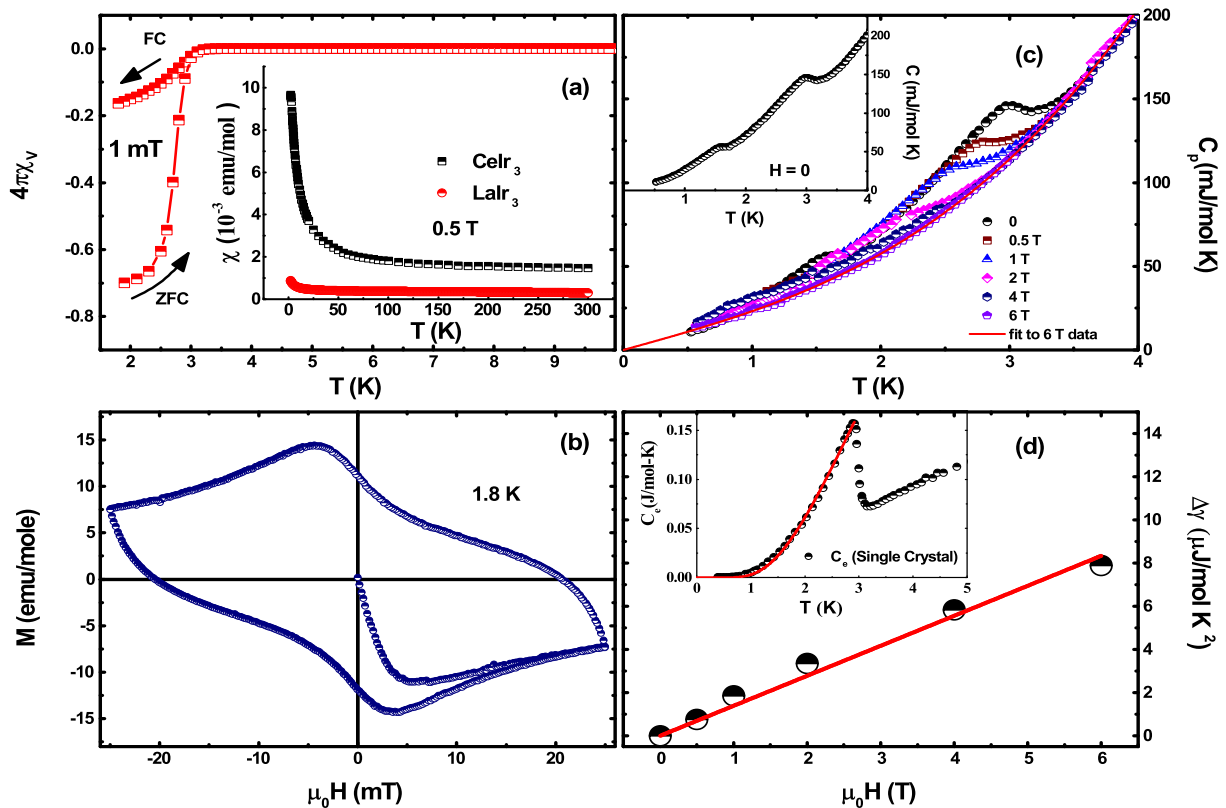 0.0
-0.2
-0.4
-0.6
-0.8
4πχ_V
FC
1 mT
ZFC
(a)
10
8
6
4
2
0
χ (10⁻³ emu/mol)
CeIr₃
LaIr₃
0.5 T
0 50 100 150 200 250 300
T (K)
2 3 4 5 6 7 8 9
T (K)
(c)
200
150
100
50
0
C (mJ/mol K)
H = 0
1 2 3 4
T (K)
0
0.5 T
1 T
2 T
4 T
6 T
fit to 6 T data
200
150
100
50
0
C_p(mJ/mol K)
0 1 2 3 4
T (K)
(b)
1.8 K
15
10
5
0
-5
-10
-15
M (emu/mole)
-20 -10 0 10 20
μ₀H (mT)
(d)
0.15
0.10
0.05
0.00
C_e(J/mol-K)
C_e (Single Crystal)
0 1 2 3 4 5
T (K)
14
12
10
8
6
4
2
0
Δγ (μJ/mol K²)
0 1 2 3 4 5 6
μ₀H (T)